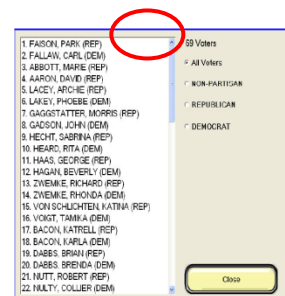 1. FAISON, PARK (REP)
2. FALLAW, CARL (DEM)
3. ABBOTT, MARIE (REP)
4. AARON, DAVID (REP)
5. LACEY, ARCHIE (REP)
6. LAKEY, PHOEBE (DEM)
7. GAGGSTATTER, MORRIS (REP)
8. GADSON, JOHN (DEM)
9. HECHT, SABRINA (REP)
10. HEARD, RITA (DEM)
11. HAAS, GEORGE (REP)
12. HAGAN, BEVERLY (DEM)
13. ZWEMKE, RICHARD (REP)
14. ZWEMKE, RHONDA (DEM)
15. VON SCHLICHTEN, KATINA (REP)
16. VOIGT, TAMIKA (DEM)
17. BACON, KATRELL (REP)
18. BACON, KARLA (DEM)
19. DABBS, BRIAN (REP)
20. DABBS, BRENDA (DEM)
21. NUTT, ROBERT (REP)
22. NULTY, COLLIER (DEM)
69 Voters
All Voters
NON-PARTISAN
REPUBLICAN
DEMOCRAT
Close